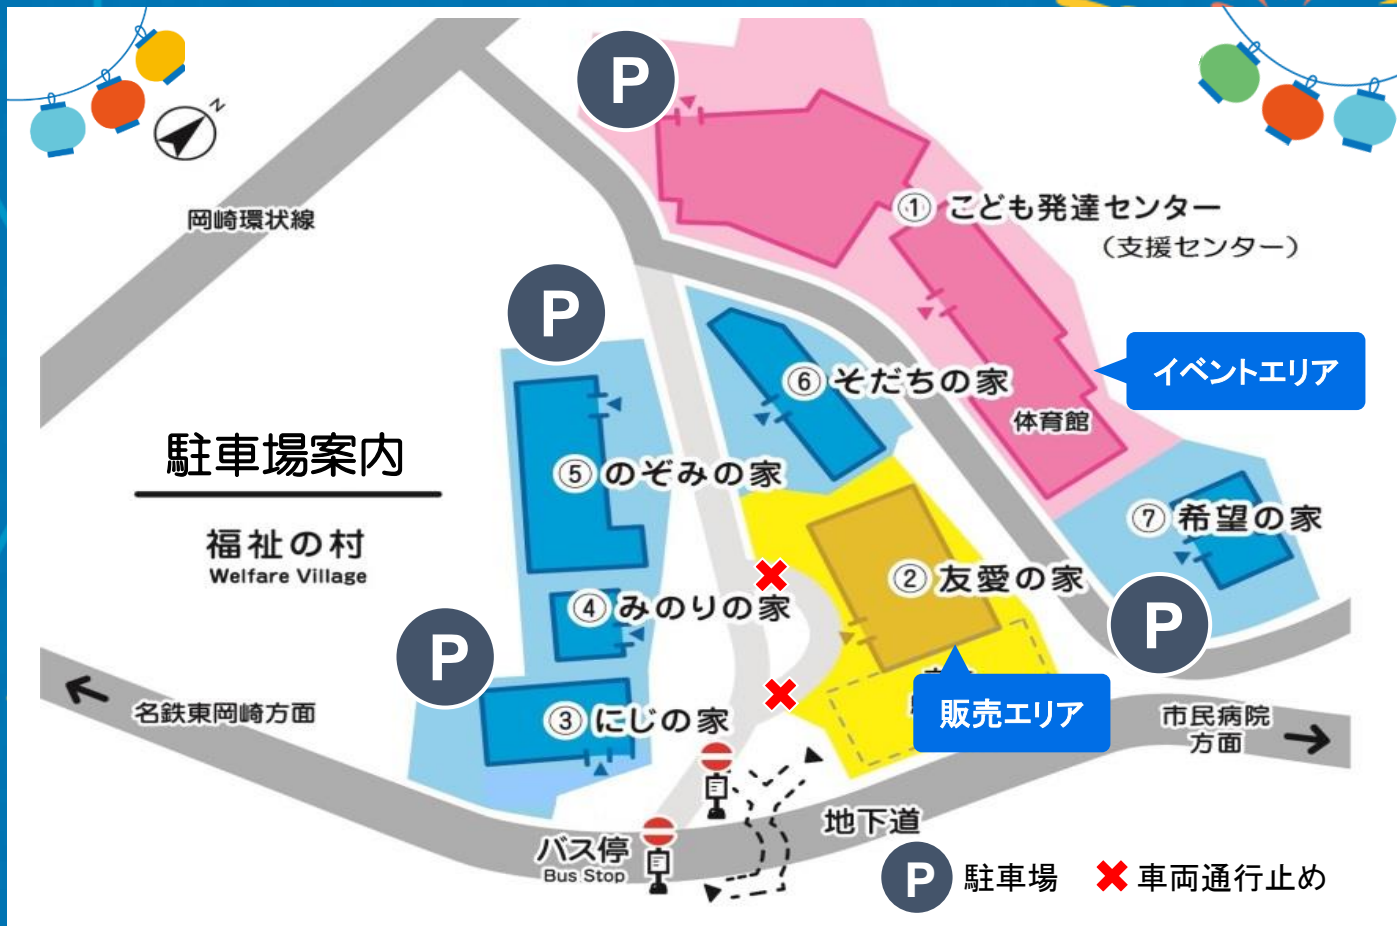 P
N
岡崎環状線
① こども発達センター
（支援センター）
P
イベントエリア
⑥ そだちの家
体育館
駐車場案内
⑤ のぞみの家
⑦ 希望の家
福祉の村
Welfare Village
② 友愛の家
④ みのりの家
P
P
名鉄東岡崎方面
③ にじの家
販売エリア
市民病院
方面
地下道
バス停
Bus Stop
P 駐車場
✖ 車両通行止め